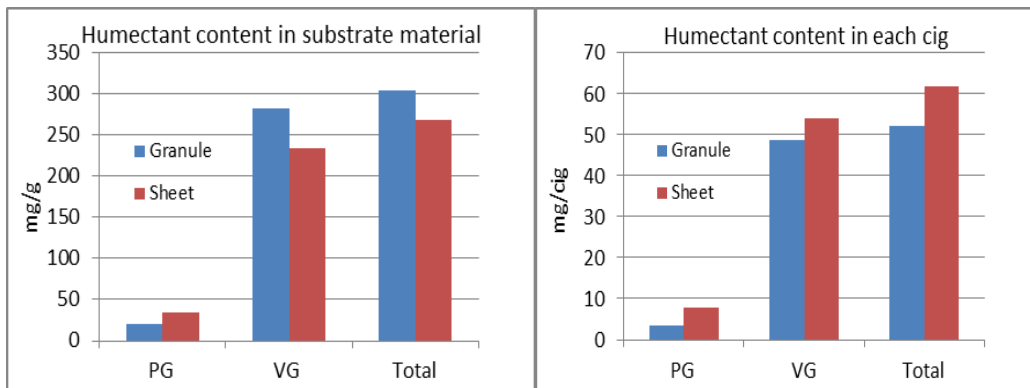 Humectant content in substrate material
350
300
250
200
150
100
50
0
mg/g
Granule
Sheet
PG VG Total
Humectant content in each cig
70
60
50
40
30
20
10
0
mg/cig
Granule
Sheet
PG VG Total